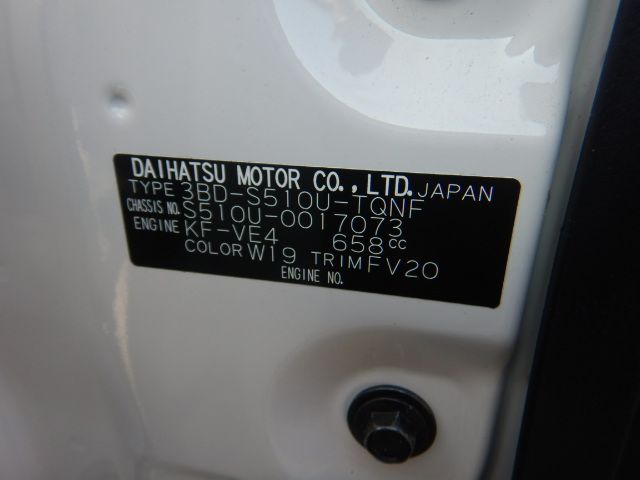 DAIHATSU MOTOR CO.,LTD. JAPAN
TYPE 3BD-S510U-TQNF
CHASSIS NO. S510U-0017073
ENGINE KF-VE4 658cc
COLOR W19 TRIM FV20
ENGINE NO.